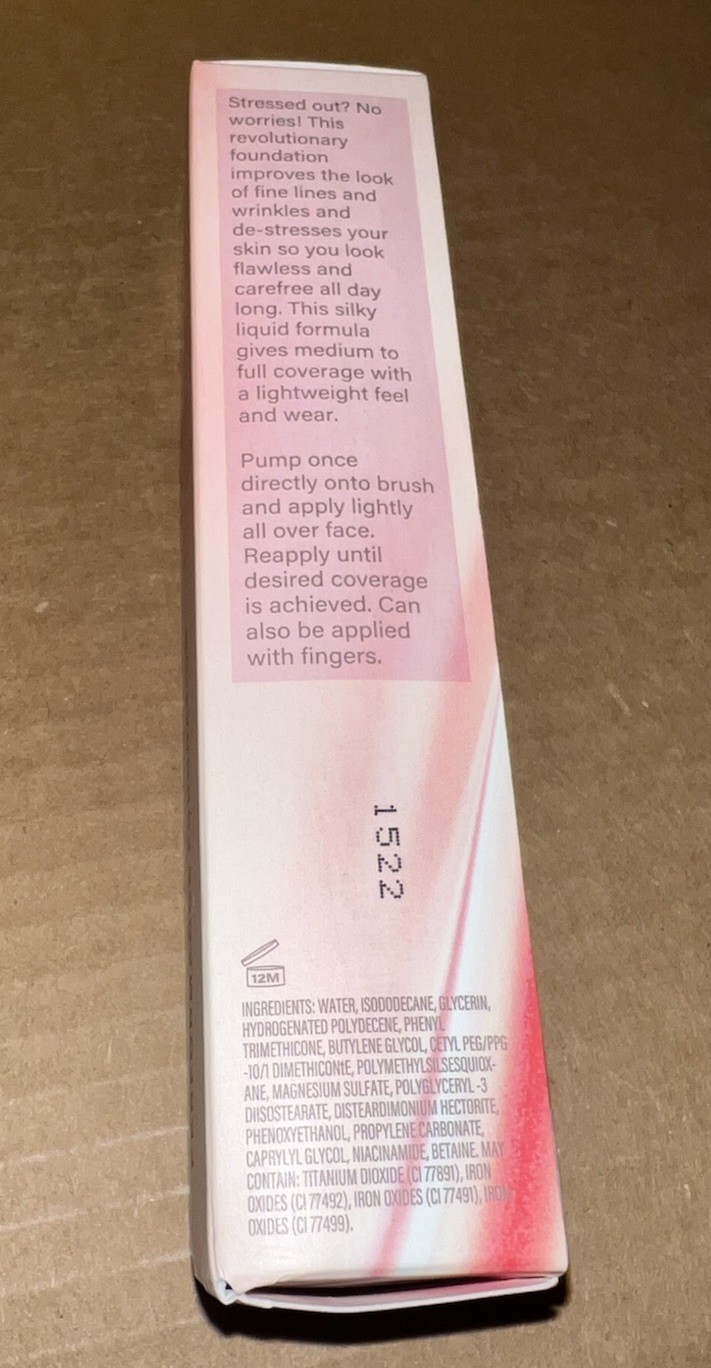 Stressed out? No
worries! This
revolutionary
foundation
improves the look
of fine lines and
wrinkles and
de-stresses your
skin so you look
flawless and
carefree all day
long. This silky
liquid formula
gives medium to
full coverage with
a lightweight feel
and wear.
Pump once
directly onto brush
and apply lightly
all over face.
Reapply until
desired coverage
is achieved. Can
also be applied
with fingers.
1522
12M
INGREDIENTS: WATER, ISODODECANE, GLYCERIN,
HYDROGENATED POLYDECENE, PHENYL
TRIMETHICONE, BUTYLENE GLYCOL, CETYL PEG/PPG
-10/1 DIMETHICON1E, POLYMETHYLSILSESQUIOX-
ANE, MAGNESIUM SULFATE, POLYGLYCERYL -3
DIISOSTEARATE, DISTEARDIMONIUM HECTORITE,
PHENOXYETHANOL, PROPYLENE CARBONATE,
CAPRYLYL GLYCOL, NIACINAMIDE, BETAINE. MAY
CONTAIN: TITANIUM DIOXIDE (CI 77891), IRON
OXIDES (CI 77492), IRON OXIDES (CI 77491), IRON
OXIDES (CI 77499).